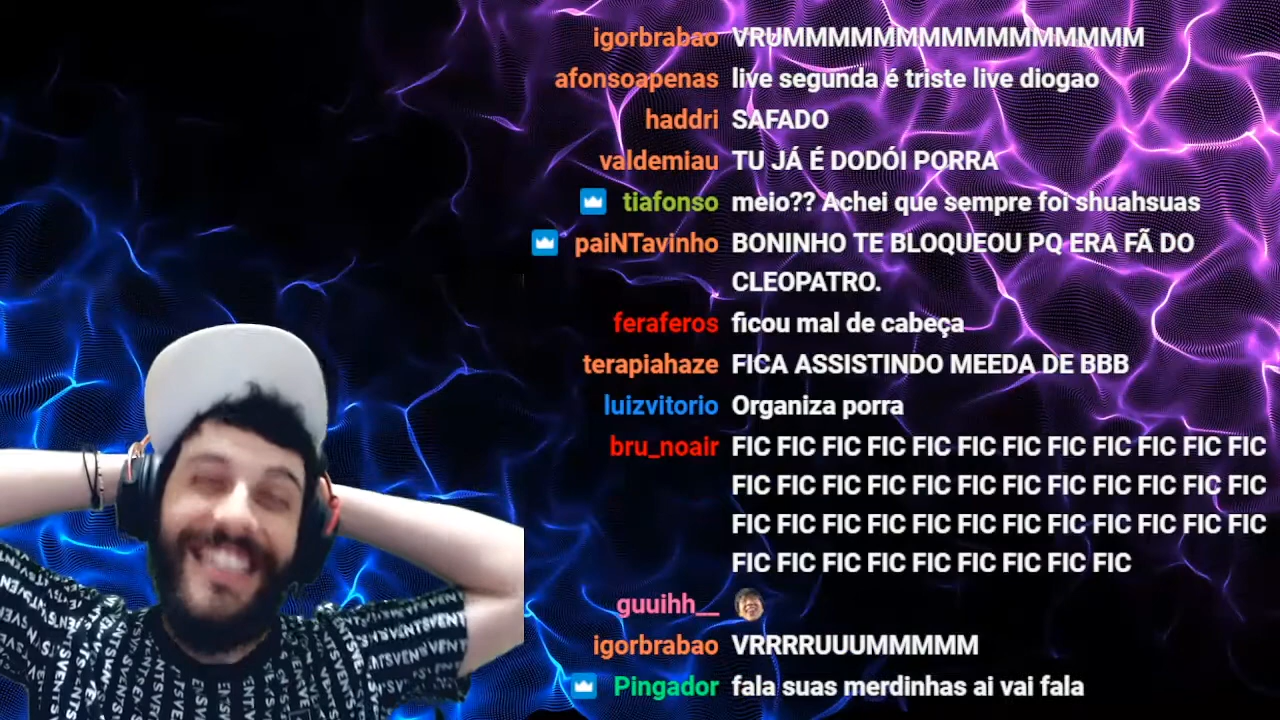 igorbrabao VRUMMMMMMMMMMMMMMMM
afonsoapenas live segunda é triste live diogao
haddri SAFADO
valdemiau TU JÁ É DODÓI PORRA
tiafonso meio?? Achei que sempre foi shuahsuas
paiNTavinho BONINHO TE BLOQUEOU PQ ERA FÃ DO
CLEOPATRO.
feraferos ficou mal de cabeça
terapiahaze FICA ASSISTINDO MEEDA DE BBB
luizvitorio Organiza porra
bru_noair FIC FIC FIC FIC FIC FIC FIC FIC FIC FIC FIC FIC
FIC FIC FIC FIC FIC FIC FIC FIC FIC FIC FIC FIC
FIC FIC FIC FIC FIC FIC FIC FIC FIC FIC FIC FIC
FIC FIC FIC FIC FIC FIC FIC FIC FIC
guuihh__
igorbrabao VRRRRUUUMMMMM
Pingador fala suas merdinhas ai vai fala